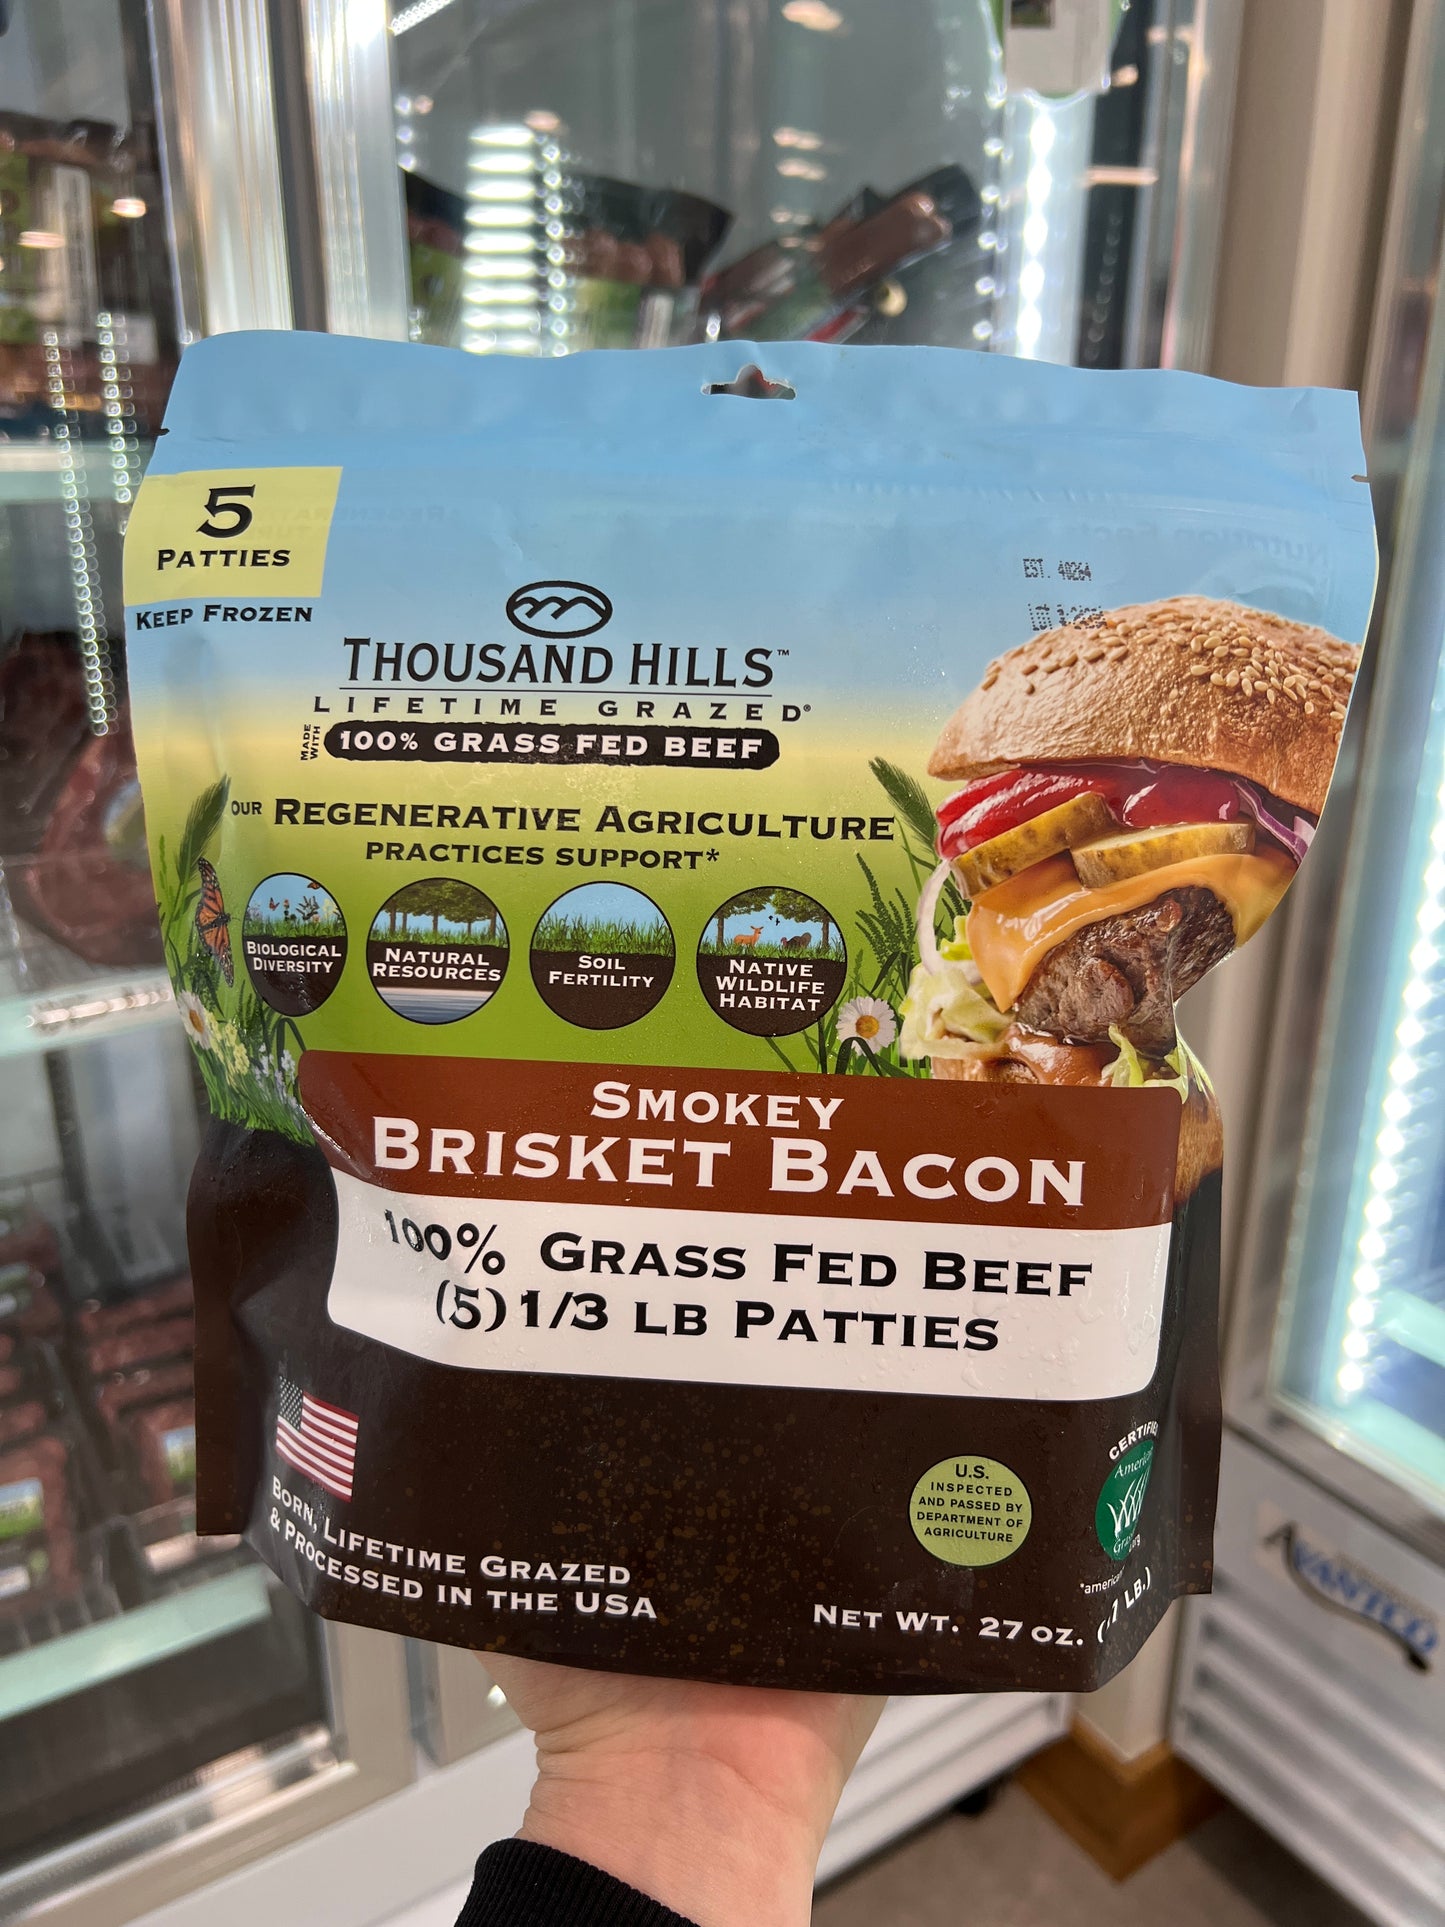 5
PATTIES
KEEP FROZEN
EST. 40264
THOUSAND HILLS™
LIFETIME GRAZED®
MADE WITH
100% GRASS FED BEEF
OUR REGENERATIVE AGRICULTURE
PRACTICES SUPPORT*
BIOLOGICAL
DIVERSITY
NATURAL
RESOURCES
SOIL
FERTILITY
NATIVE
WILDLIFE
HABITAT
SMOKEY
BRISKET BACON
100% GRASS FED BEEF
(5) 1/3 LB PATTIES
BORN, LIFETIME GRAZED
& PROCESSED IN THE USA
U.S.
INSPECTED
AND PASSED BY
DEPARTMENT OF
AGRICULTURE
NET WT. 27 OZ.
AVANTCO